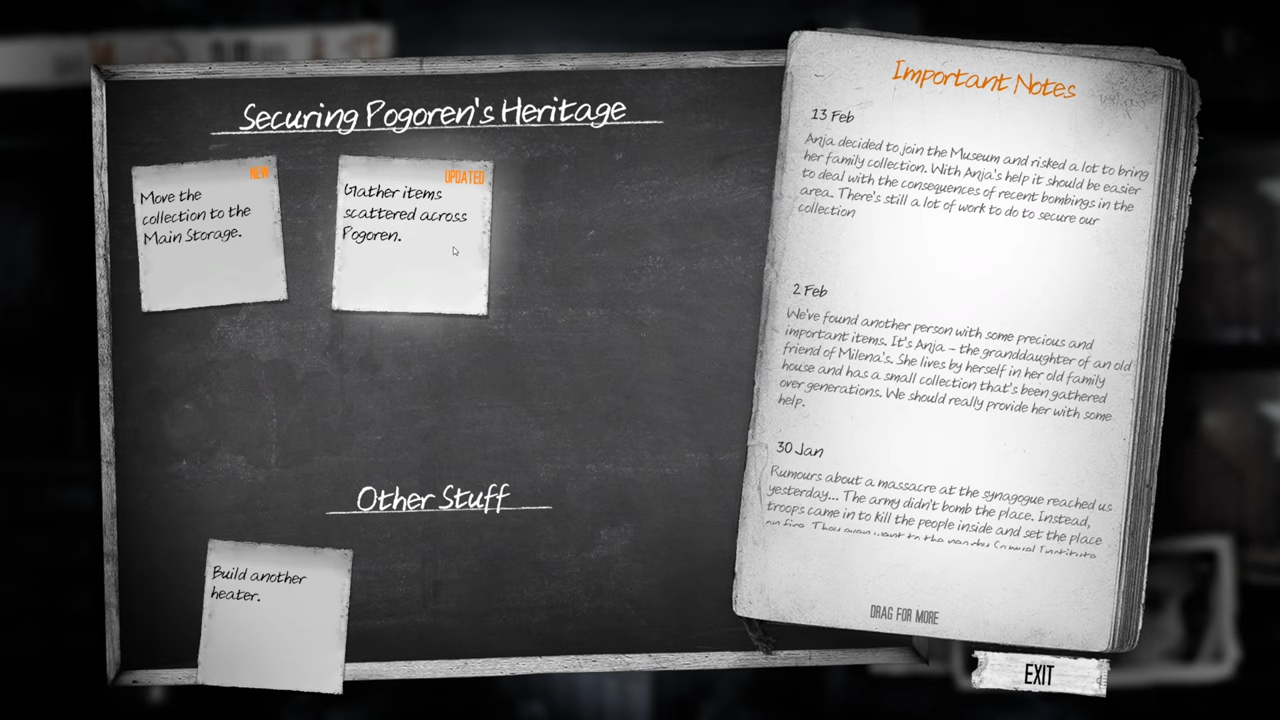 Securing Pogoren's Heritage
NEW
Move the
collection to the
Main Storage.
UPDATED
Gather items
scattered across
Pogoren.
Other Stuff
Build another
heater.
Important Notes
13 Feb
Anja decided to join the Museum and risked a lot to bring
her family collection. With Anja's help it should be easier
to deal with the consequences of recent bombings in the
area. There's still a lot of work to do to secure our
collection
2 Feb
We've found another person with some precious and
important items. It's Anja – the granddaughter of an old
friend of Milena's. She lives by herself in her old family
house and has a small collection that's been gathered
over generations. We should really provide her with some
help.
30 Jan
Rumours about a massacre at the synagogue reached us
yesterday... The army didn't bomb the place. Instead,
troops came in to kill the people inside and set the place
on fire. They even went to the nearby
DRAG FOR MORE
EXIT